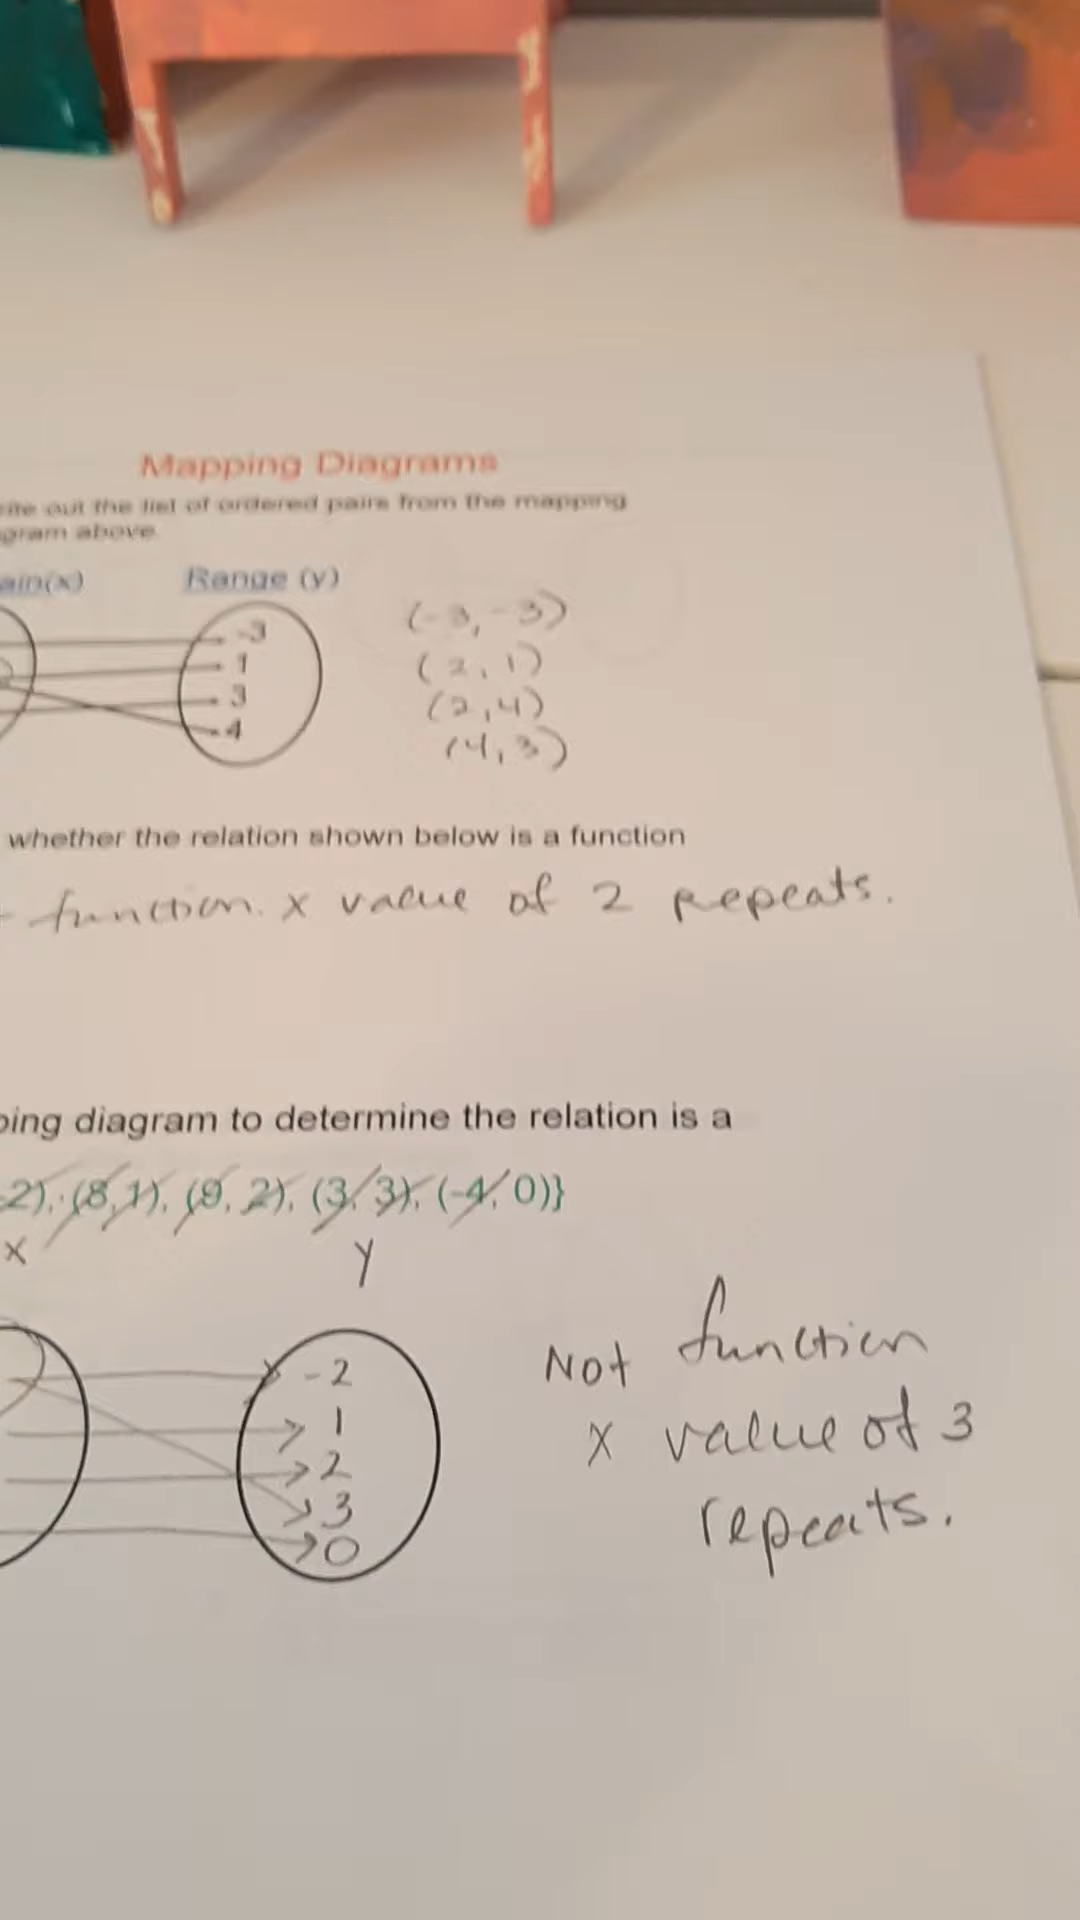 Mapping Diagrams
out the list of ordered pairs from the mapping
above.
Range (y)
-3
1
3
4
(-3, -3)
(2, 1)
(2, 4)
(4, 3)
whether the relation shown below is a function
function. x value of 2 repeats.
diagram to determine the relation is a
2), (8, 1), (9, 2), (3, 3), (-4, 0)}
x y
-2
1
2
3
0
Not function
x value of 3
repeats.